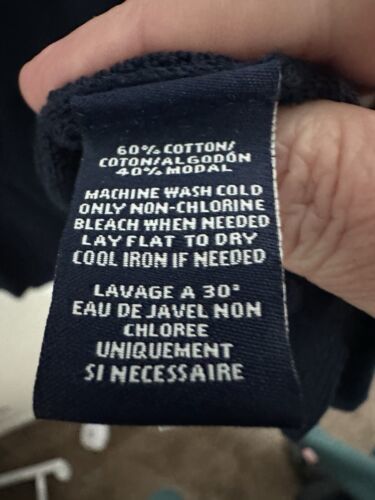 60% COTTON/
COTON/ALGODÓN
40% MODAL
MACHINE WASH COLD
ONLY NON-CHLORINE
BLEACH WHEN NEEDED
LAY FLAT TO DRY
COOL IRON IF NEEDED
LAVAGE A 30°
EAU DE JAVEL NON
CHLOREE
UNIQUEMENT
SI NECESSAIRE